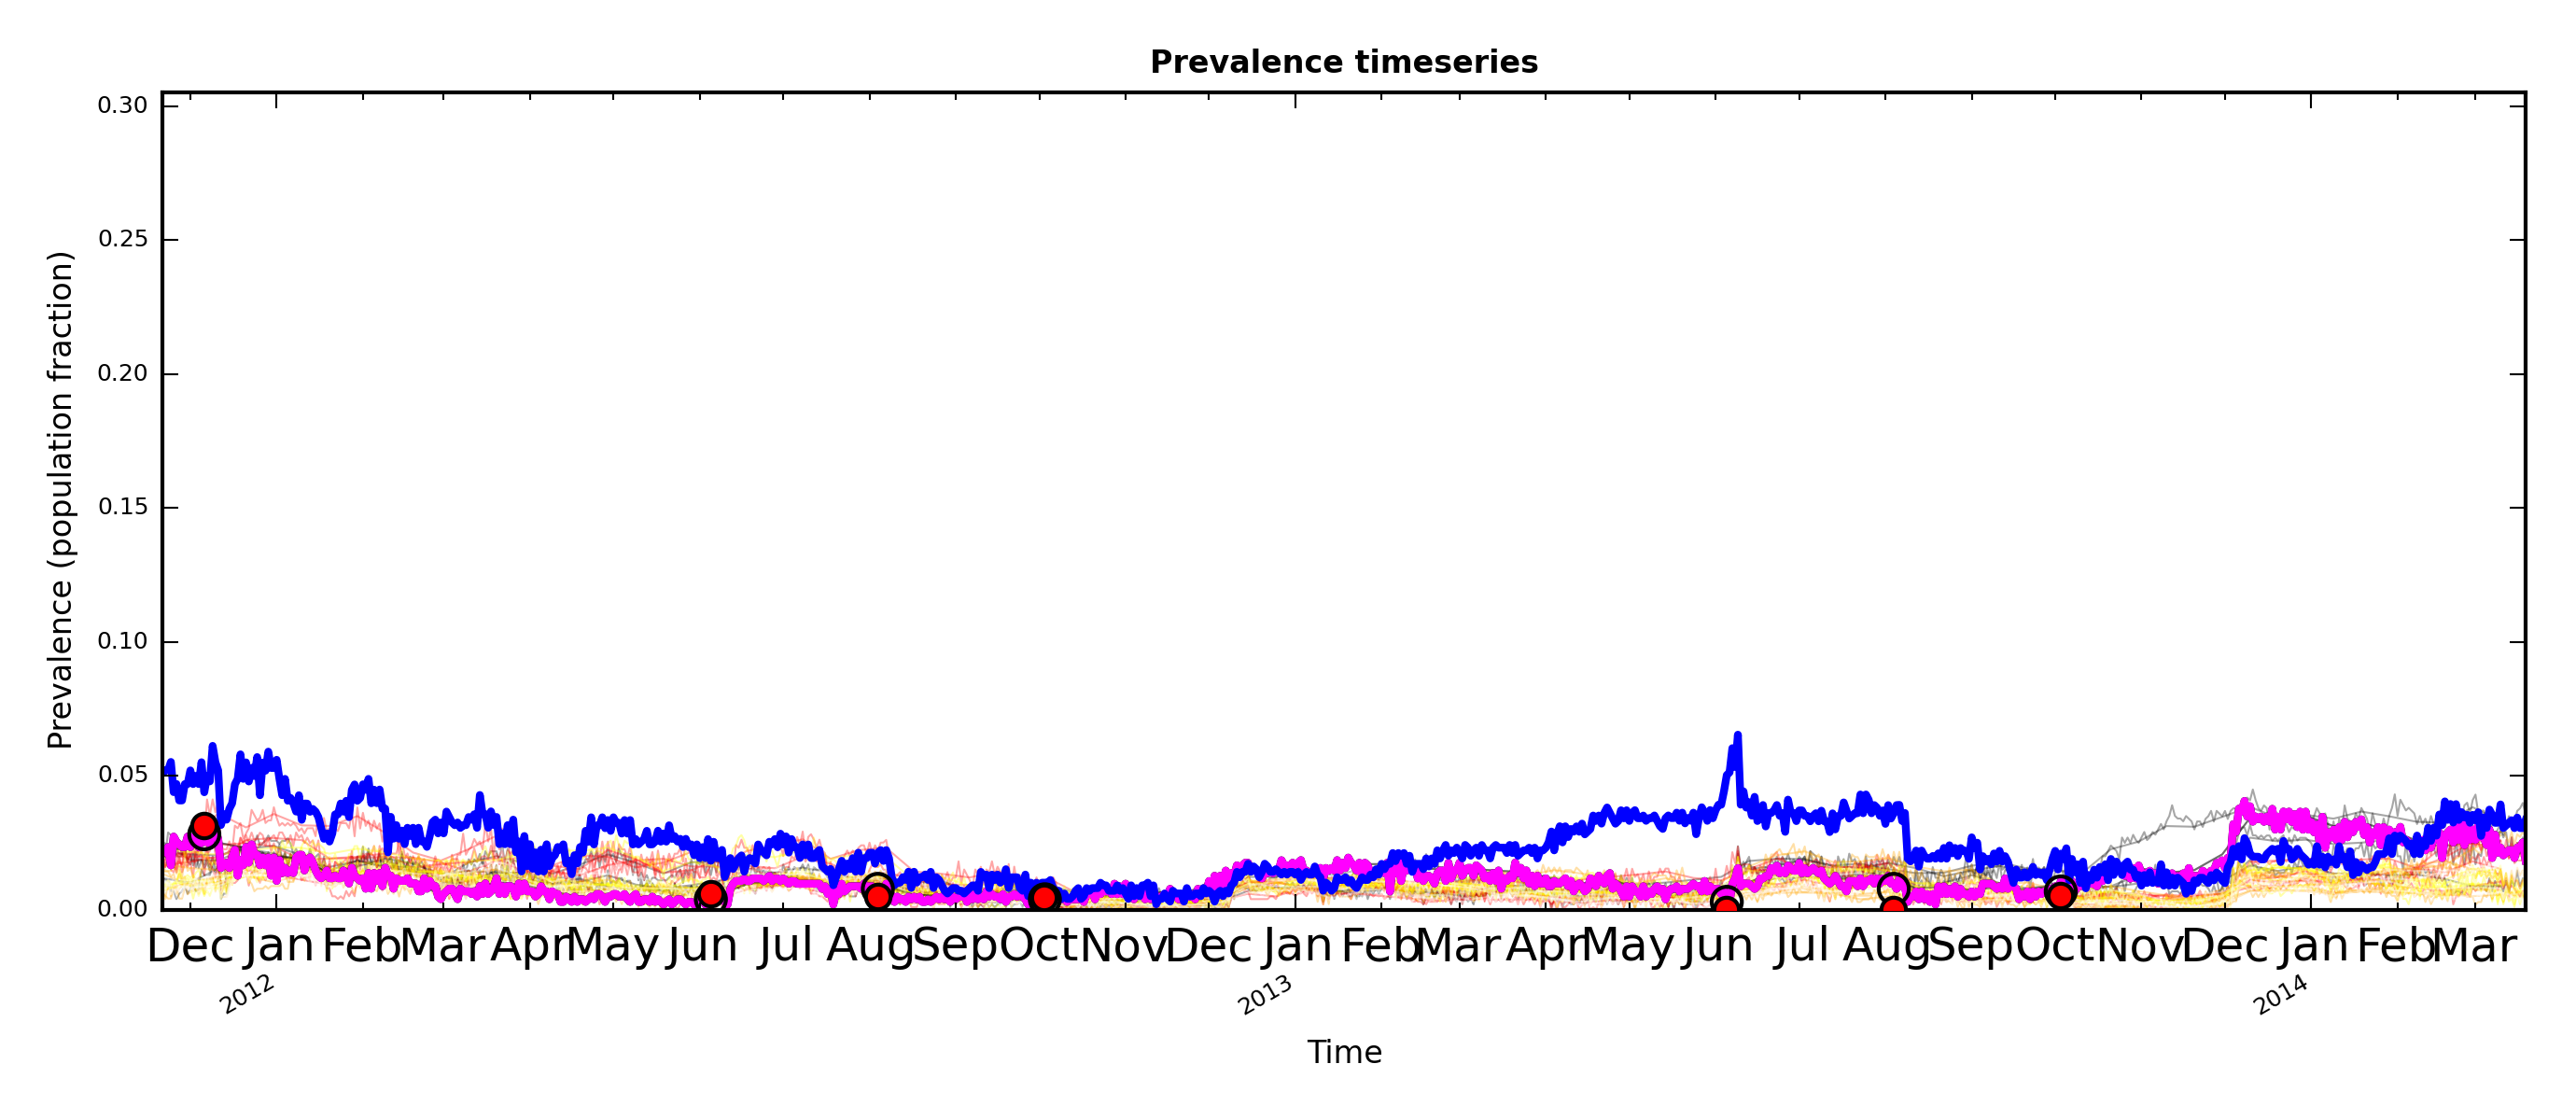 Prevalence timeseries
0.30
0.25
0.20
0.15
0.10
0.05
0.00
Prevalence (population fraction)
Dec Jan Feb Mar Apr May Jun Jul Aug Sep Oct Nov Dec Jan Feb Mar Apr May Jun Jul Aug Sep Oct Nov Dec Jan Feb Mar
2012 2013 2014
Time